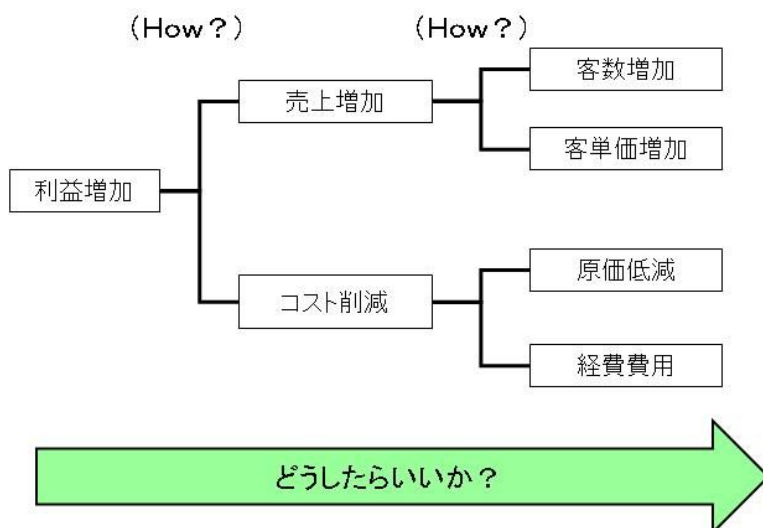 （How？） （How？）
客数増加
売上増加
客単価増加
利益増加
原価低減
コスト削減
経費費用
どうしたらいいか？